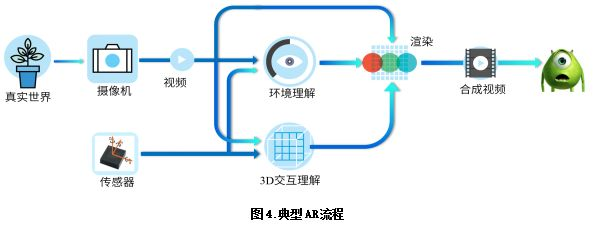 渲染
视频
环境理解
合成视频
真实世界
摄像机
传感器
3D交互理解
图4.典型AR流程